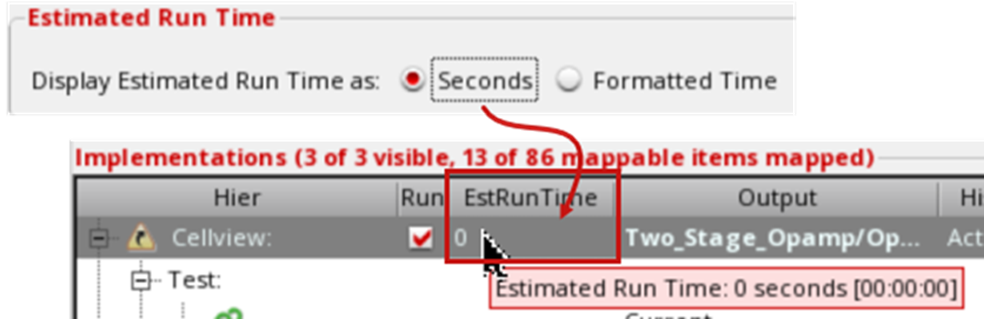 Estimated Run Time
Display Estimated Run Time as: Seconds Formatted Time
Implementations (3 of 3 visible, 13 of 86 mappable items mapped)
Hier Run EstRunTime Output
Cellview: 0 Two_Stage_Opamp/Op...
Test:
Estimated Run Time: 0 seconds [00:00:00]
Current